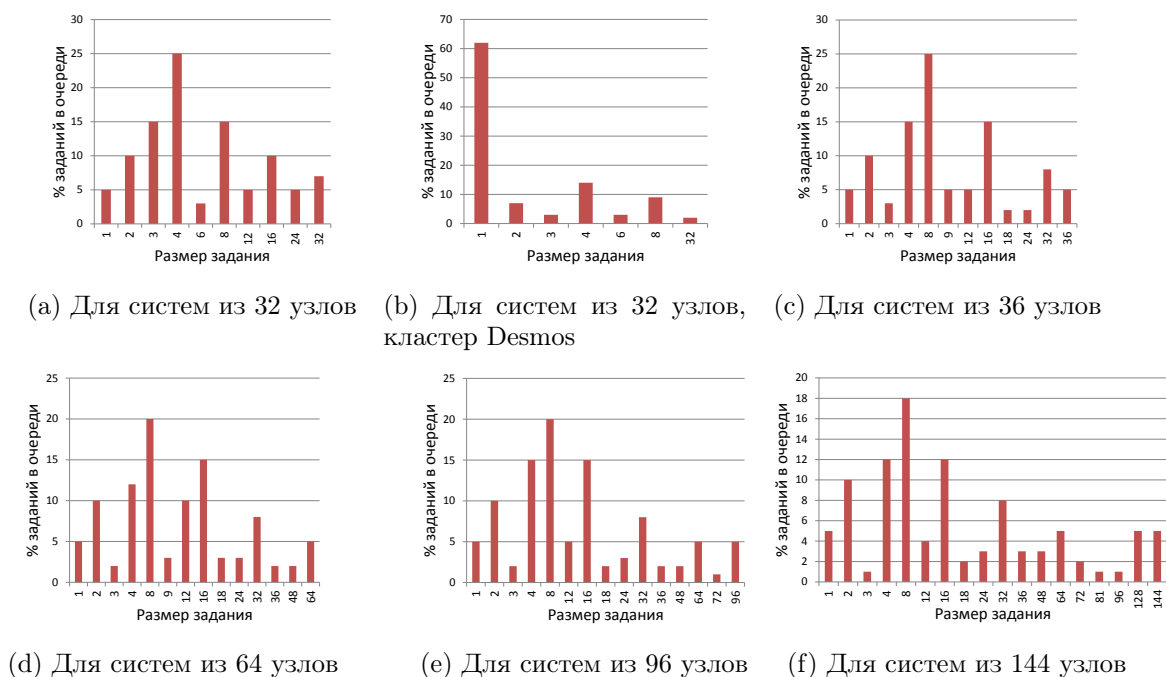 30
25
20
15
10
5
0
% заданий в очереди
1 2 3 4 6 8 12 16 24 32
Размер задания
(a) Для систем из 32 узлов
70
60
50
40
30
20
10
0
% заданий в очереди
1 2 3 4 6 8 32
Размер задания
(b) Для систем из 32 узлов,
кластер Desmos
30
25
20
15
10
5
0
% заданий в очереди
1 2 3 4 8 9 12 16 18 24 32 36
Размер задания
(c) Для систем из 36 узлов
25
20
15
10
5
0
% заданий в очереди
1 2 3 4 8 9 12 16 18 24 32 36 48 64
Размер задания
(d) Для систем из 64 узлов
25
20
15
10
5
0
% заданий в очереди
1 2 3 4 8 12 16 18 24 32 36 48 64 72 96
Размер задания
(e) Для систем из 96 узлов
20
18
16
14
12
10
8
6
4
2
0
% заданий в очереди
1 2 3 4 8 12 16 18 24 32 36 48 64 72 81 96 128 144
Размер задания
(f) Для систем из 144 узлов